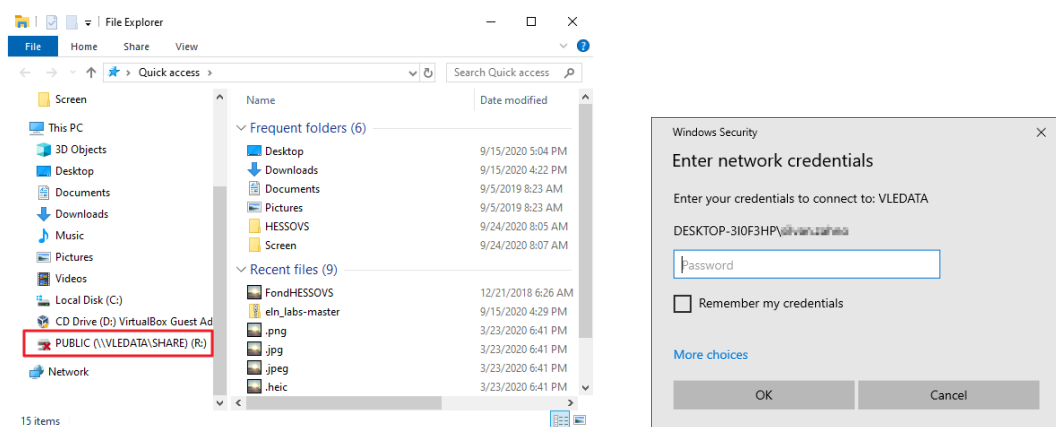 File Explorer
File Home Share View
Quick access
Search Quick access
Screen
This PC
3D Objects
Desktop
Documents
Downloads
Music
Pictures
Videos
Local Disk (C:)
CD Drive (D:) VirtualBox Guest Ad
PUBLIC (\\VLEDATA\SHARE) (R:)
Network
Name Date modified
Frequent folders (6)
Desktop 9/15/2020 5:04 PM
Downloads 9/15/2020 4:22 PM
Documents 9/5/2019 8:23 AM
Pictures 9/5/2019 8:23 AM
HESSOVS 9/24/2020 8:05 AM
Screen 9/24/2020 8:07 AM
Recent files (9)
FondHESSOVS 12/21/2018 6:26 AM
eln_labs-master 9/15/2020 4:29 PM
.png 3/23/2020 6:41 PM
.jpg 3/23/2020 6:41 PM
.jpeg 3/23/2020 6:41 PM
.heic 3/23/2020 6:41 PM
15 items
Windows Security
Enter network credentials
Enter your credentials to connect to: VLEDATA
DESKTOP-3I0F3HP\
Password
Remember my credentials
More choices
OK Cancel